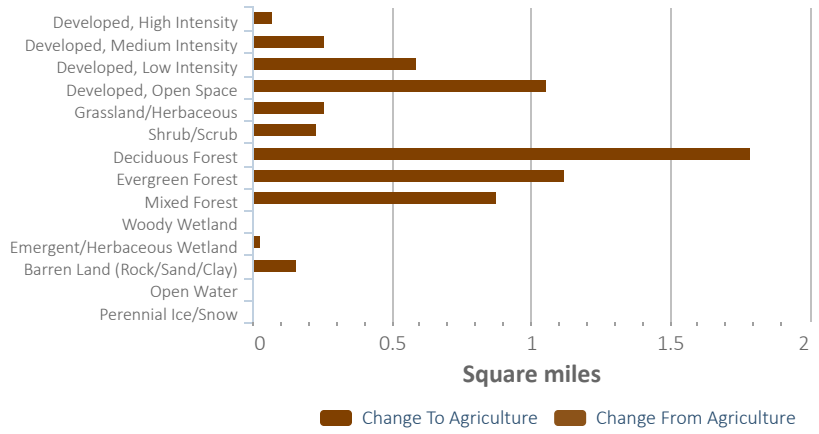 Developed, High Intensity
Developed, Medium Intensity
Developed, Low Intensity
Developed, Open Space
Grassland/Herbaceous
Shrub/Scrub
Deciduous Forest
Evergreen Forest
Mixed Forest
Woody Wetland
Emergent/Herbaceous Wetland
Barren Land (Rock/Sand/Clay)
Open Water
Perennial Ice/Snow
0 0.5 1 1.5 2
Square miles
Change To Agriculture Change From Agriculture